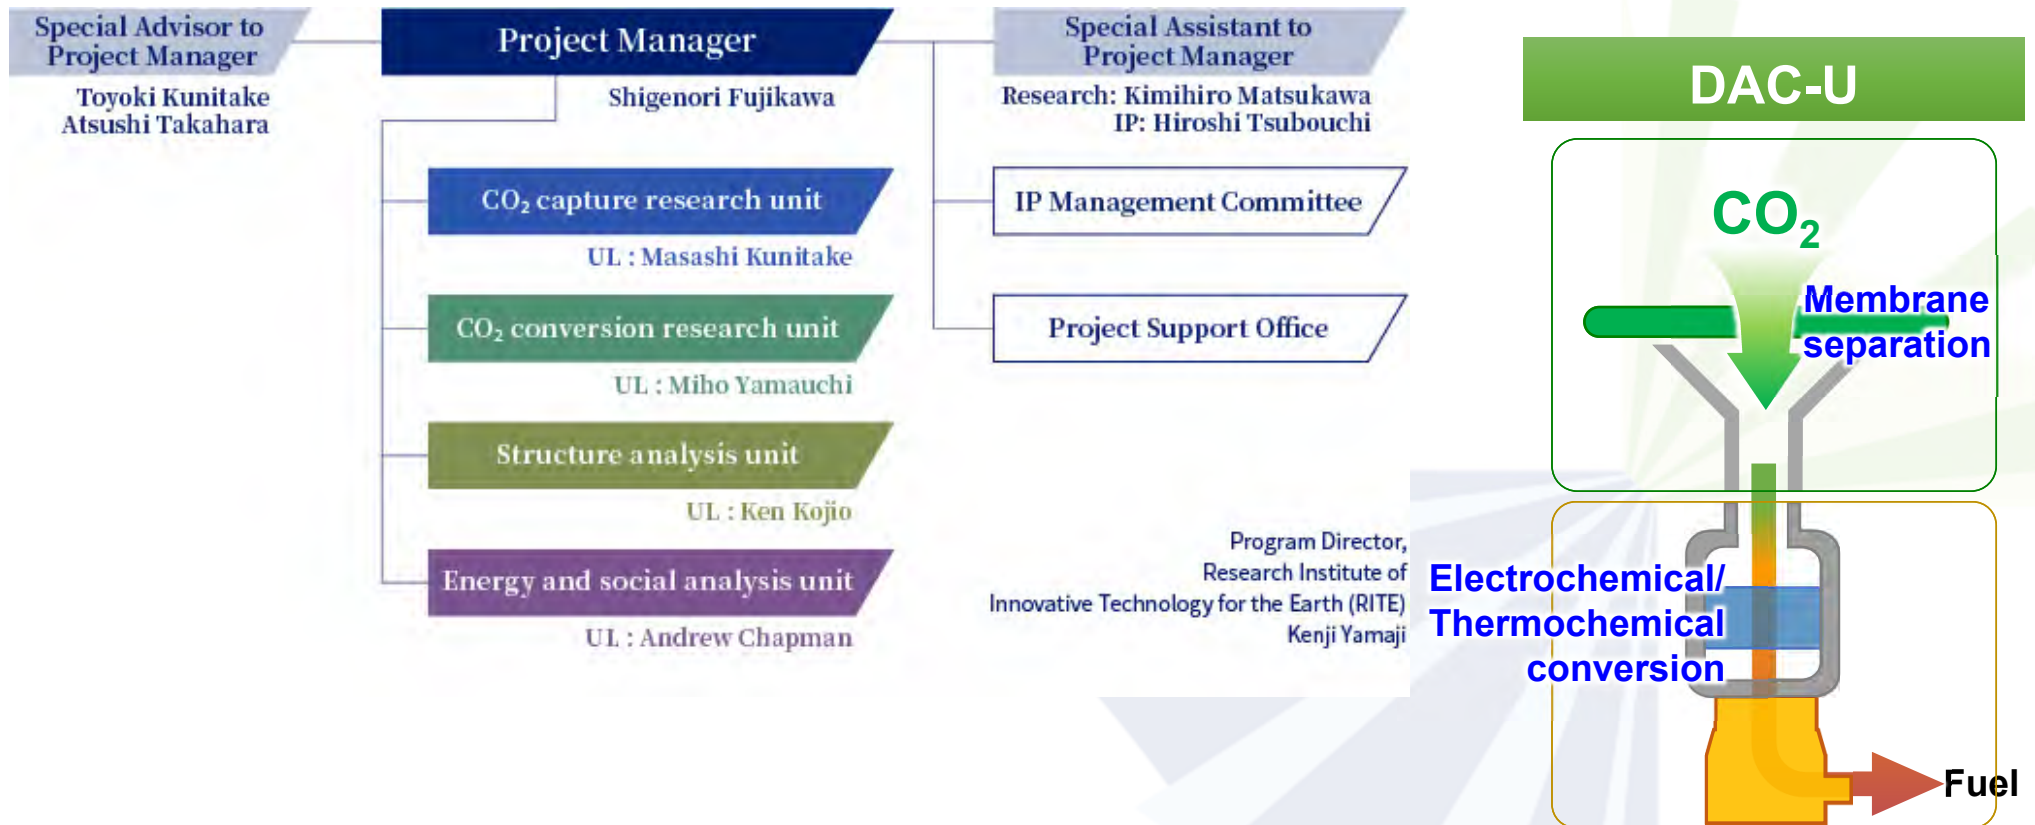 Special Advisor to
Project Manager
Toyoki Kunitake
Atsushi Takahara
Project Manager
Shigenori Fujikawa
Special Assistant to
Project Manager
Research: Kimihiro Matsukawa
IP: Hiroshi Tsubouchi
CO₂ capture research unit
UL : Masashi Kunitake
CO₂ conversion research unit
UL : Miho Yamauchi
Structure analysis unit
UL : Ken Kojio
Energy and social analysis unit
UL : Andrew Chapman
IP Management Committee
Project Support Office
Program Director,
Research Institute of
Innovative Technology for the Earth (RITE)
Kenji Yamaji
DAC-U
CO₂
Membrane
separation
Electrochemical/
Thermochemical
conversion
Fuel